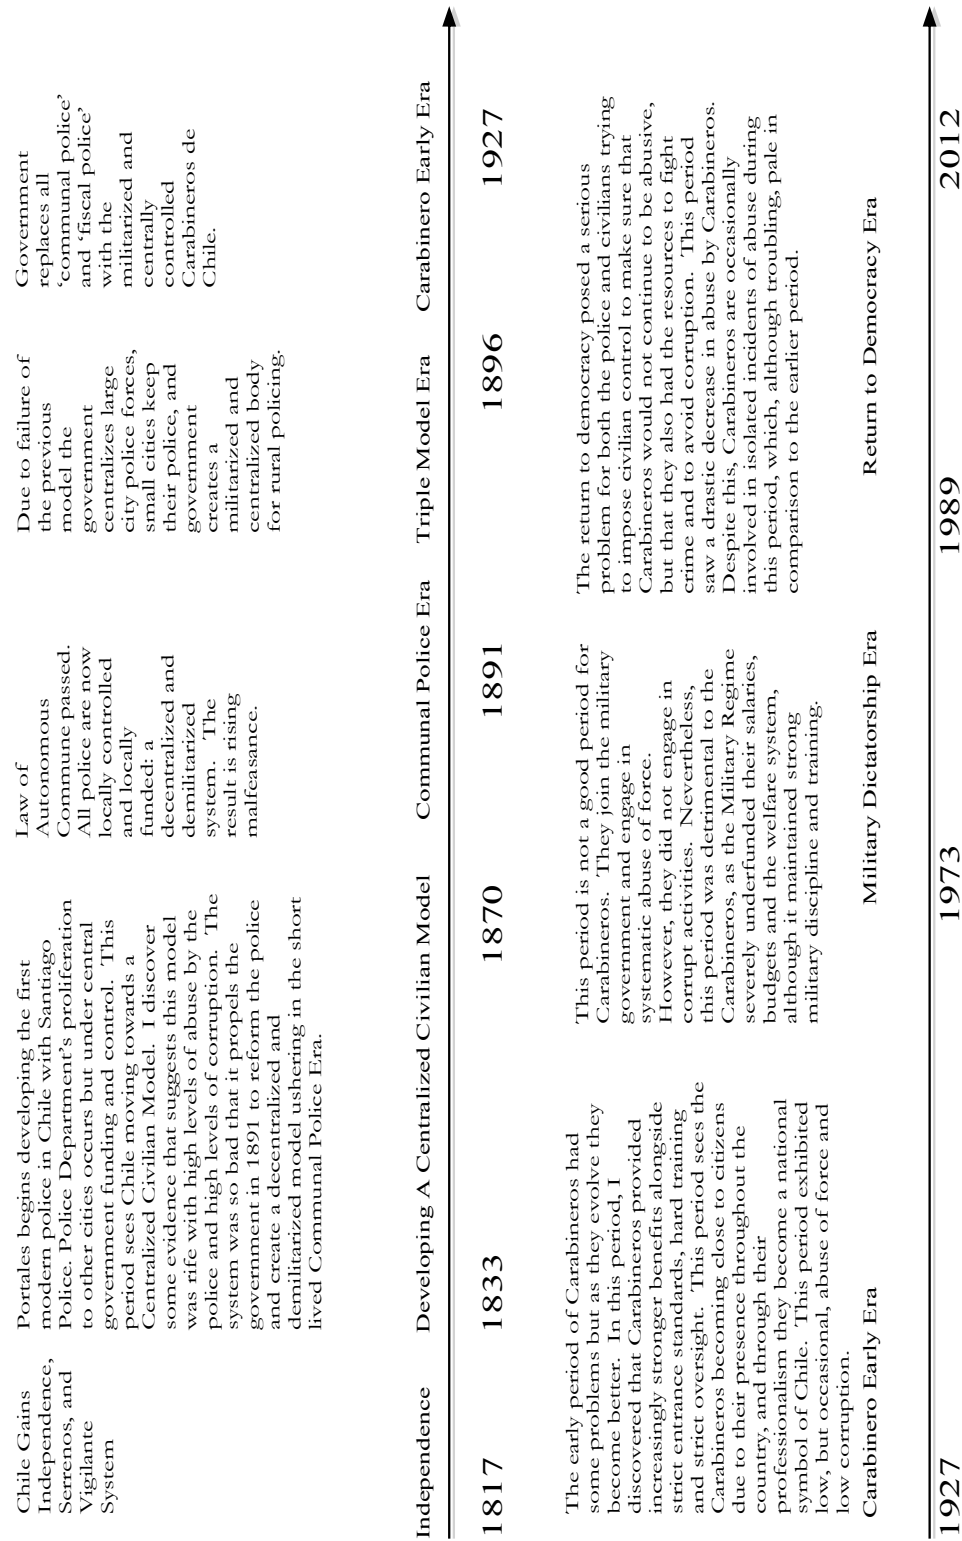 Chile Gains
Independence,
Serrenos, and
Vigilante
System
Portales begins developing the first
modern police in Chile with Santiago
Police. Police Department's proliferation
to other cities occurs but under central
government funding and control. This
period sees Chile moving towards a
Centralized Civilian Model. I discover
some evidence that suggests this model
was rife with high levels of abuse by the
police and high levels of corruption. The
system was so bad that it propels the
government in 1891 to reform the police
and create a decentralized and
demilitarized model ushering in the short
lived Communal Police Era.
Law of
Autonomous
Commune passed.
All police are now
locally controlled
and locally
funded: a
decentralized and
demilitarized
system. The
result is rising
malfeasance.
Due to failure of
the previous
model the
government
centralizes large
city police forces,
small cities keep
their police, and
government
creates a
militarized and
centralized body
for rural policing.
Government
replaces all
‘communal police’
and ‘fiscal police’
with the
militarized and
centrally
controlled
Carabineros de
Chile.
Independence
Developing A Centralized Civilian Model
Communal Police Era
Triple Model Era
Carabinero Early Era
1817
1833
1870
1891
1896
1927
The early period of Carabineros had
some problems but as they evolve they
become better. In this period, I
discovered that Carabineros provided
increasingly stronger benefits alongside
strict entrance standards, hard training
and strict oversight. This period sees the
Carabineros becoming close to citizens
due to their presence throughout the
country, and through their
professionalism they become a national
symbol of Chile. This period exhibited
low, but occasional, abuse of force and
low corruption.
This period is not a good period for
Carabineros. They join the military
government and engage in
systematic abuse of force.
However, they did not engage in
corrupt activities. Nevertheless,
this period was detrimental to the
Carabineros, as the Military Regime
severely underfunded their salaries,
budgets and the welfare system,
although it maintained strong
military discipline and training.
The return to democracy posed a serious
problem for both the police and civilians trying
to impose civilian control to make sure that
Carabineros would not continue to be abusive,
but that they also had the resources to fight
crime and to avoid corruption. This period
saw a drastic decrease in abuse by Carabineros.
Despite this, Carabineros are occasionally
involved in isolated incidents of abuse during
this period, which, although troubling, pale in
comparison to the earlier period.
Carabinero Early Era
Military Dictatorship Era
Return to Democracy Era
1927
1973
1989
2012